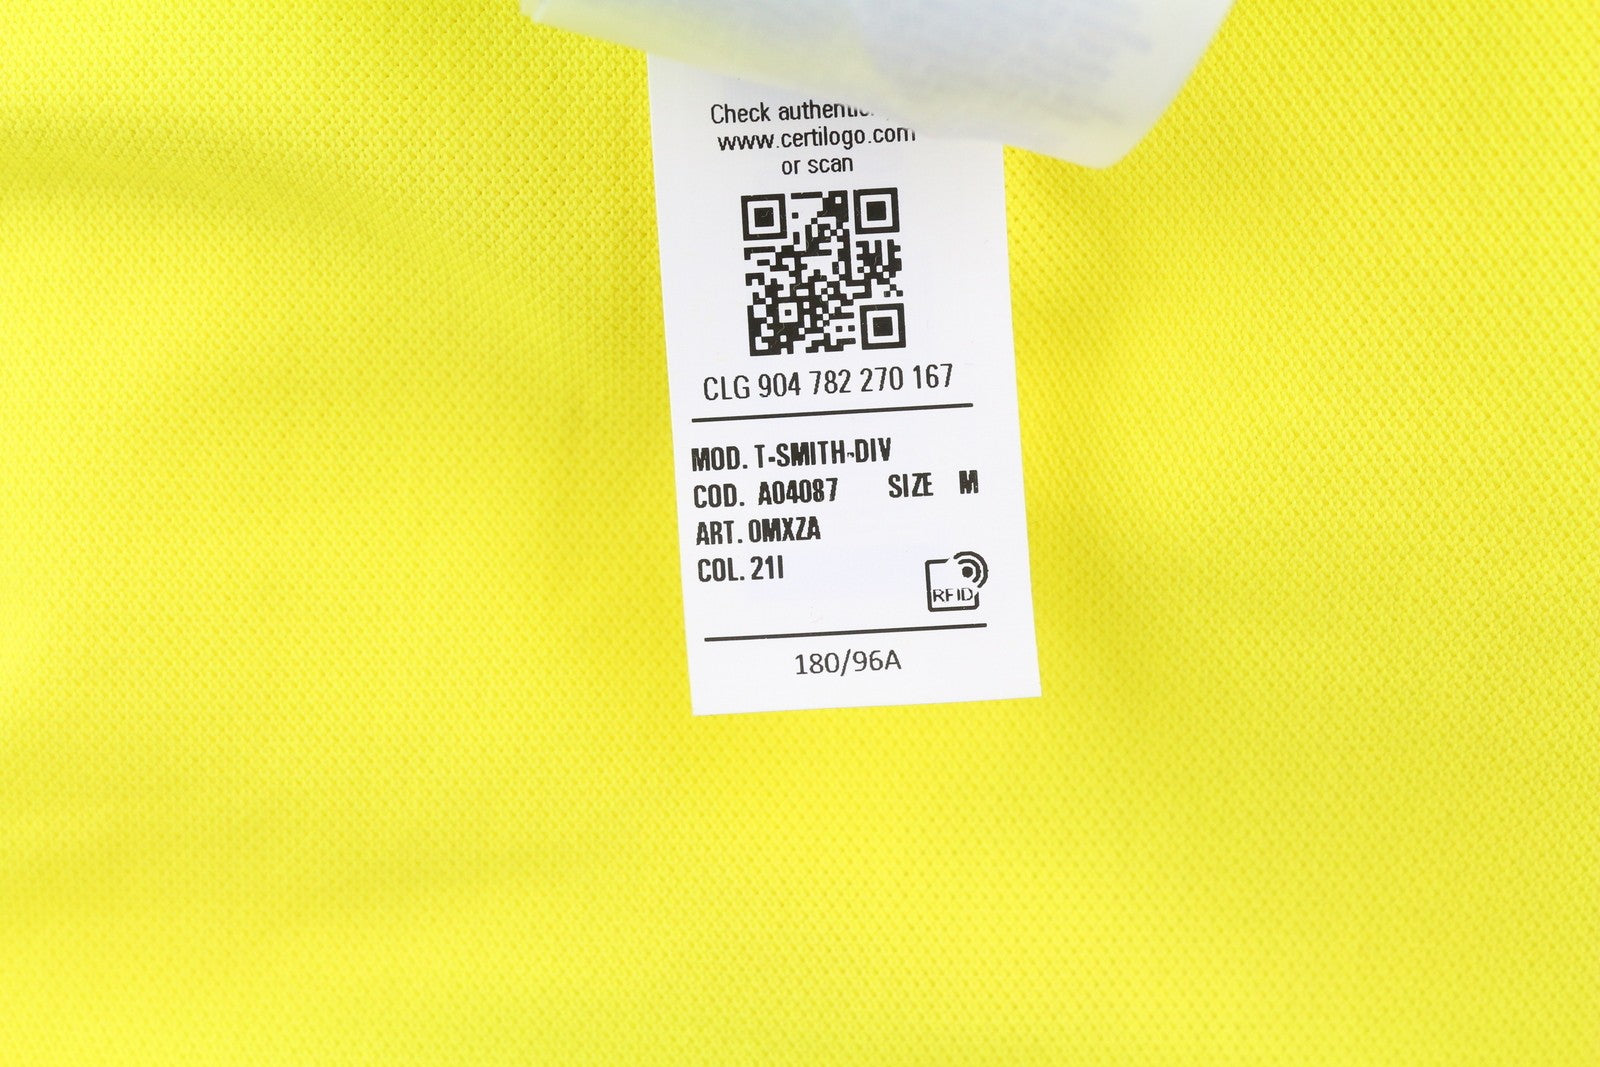 Check
www.certilogo.com
or scan
CLG 904 782 270 167
MOD. T-SMITH-DIV
COD. A04087 SIZE M
ART. 0MXZA
COL. 21I
RFID
180/96A